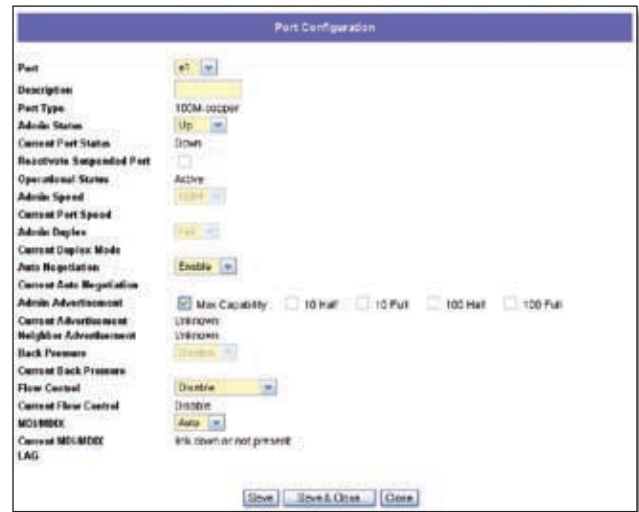 Port Configuration
Port e1
Description
Port Type 100M-copper
Admin Status Up
Current Port Status Down
Reactivate Suspended Port
Operational Status Active
Admin Speed 100M
Current Port Speed
Admin Duplex Full
Current Duplex Mode
Auto Negotiation Enable
Current Auto Negotiation
Admin Advertisement Max Capability 10 Half 10 Full 100 Half 100 Full
Current Advertisement Unknown
Neighbor Advertisement Unknown
Back Pressure Disable
Current Back Pressure
Flow Control Disable
Current Flow Control Disable
MDI/MDIX Auto
Current MDI/MDIX link down or not present
LAG
Save Save & Close Close